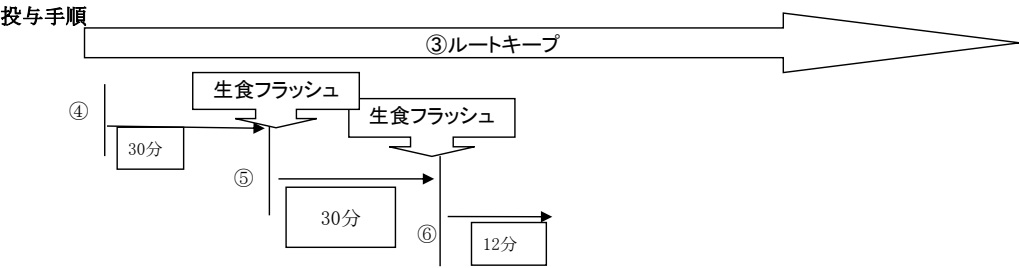 投与手順
③ルートキープ
生食フラッシュ
④
生食フラッシュ
30分
⑤
30分
⑥
12分